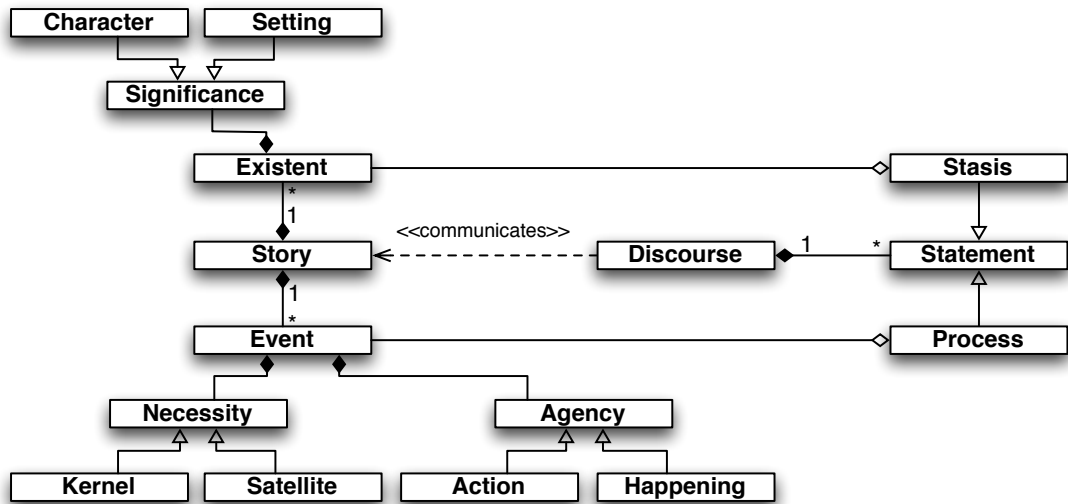 Character
Setting
Significance
Existent
Stasis
*
1
<<communicates>>
Story
Discourse
1
*
Statement
1
*
Event
Process
Necessity
Agency
Kernel
Satellite
Action
Happening